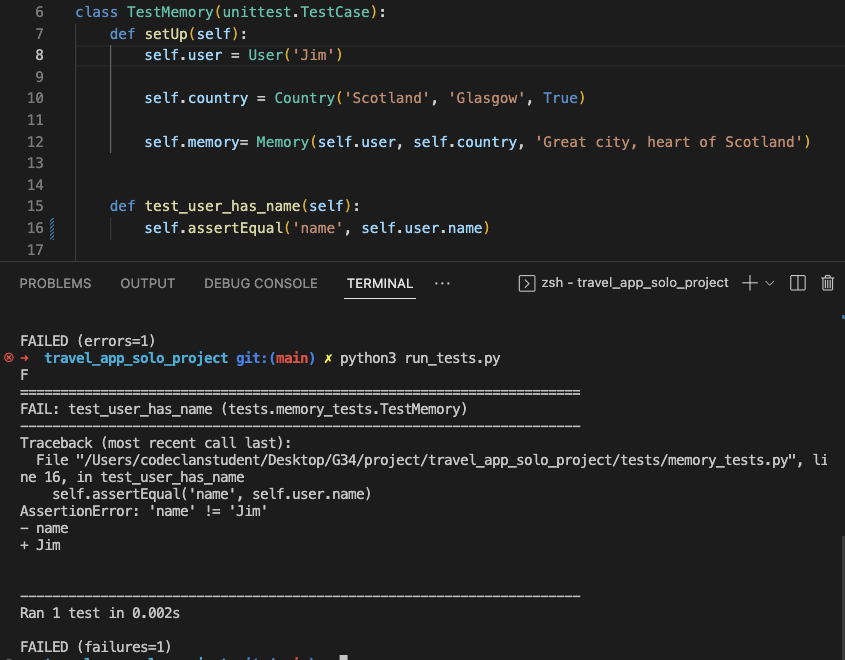 6 class TestMemory(unittest.TestCase):
7 def setUp(self):
8 self.user = User('Jim')
9
10 self.country = Country('Scotland', 'Glasgow', True)
11
12 self.memory= Memory(self.user, self.country, 'Great city, heart of Scotland')
13
14
15 def test_user_has_name(self):
16 self.assertEqual('name', self.user.name)
17
PROBLEMS OUTPUT DEBUG CONSOLE TERMINAL ··· zsh - travel_app_solo_project
FAILED (errors=1)
travel_app_solo_project git:(main) ✗ python3 run_tests.py
F
======================================================================
FAIL: test_user_has_name (tests.memory_tests.TestMemory)
----------------------------------------------------------------------
Traceback (most recent call last):
File "/Users/codeclanstudent/Desktop/G34/project/travel_app_solo_project/tests/memory_tests.py", li
ne 16, in test_user_has_name
self.assertEqual('name', self.user.name)
AssertionError: 'name' != 'Jim'
- name
+ Jim
----------------------------------------------------------------------
Ran 1 test in 0.002s
FAILED (failures=1)